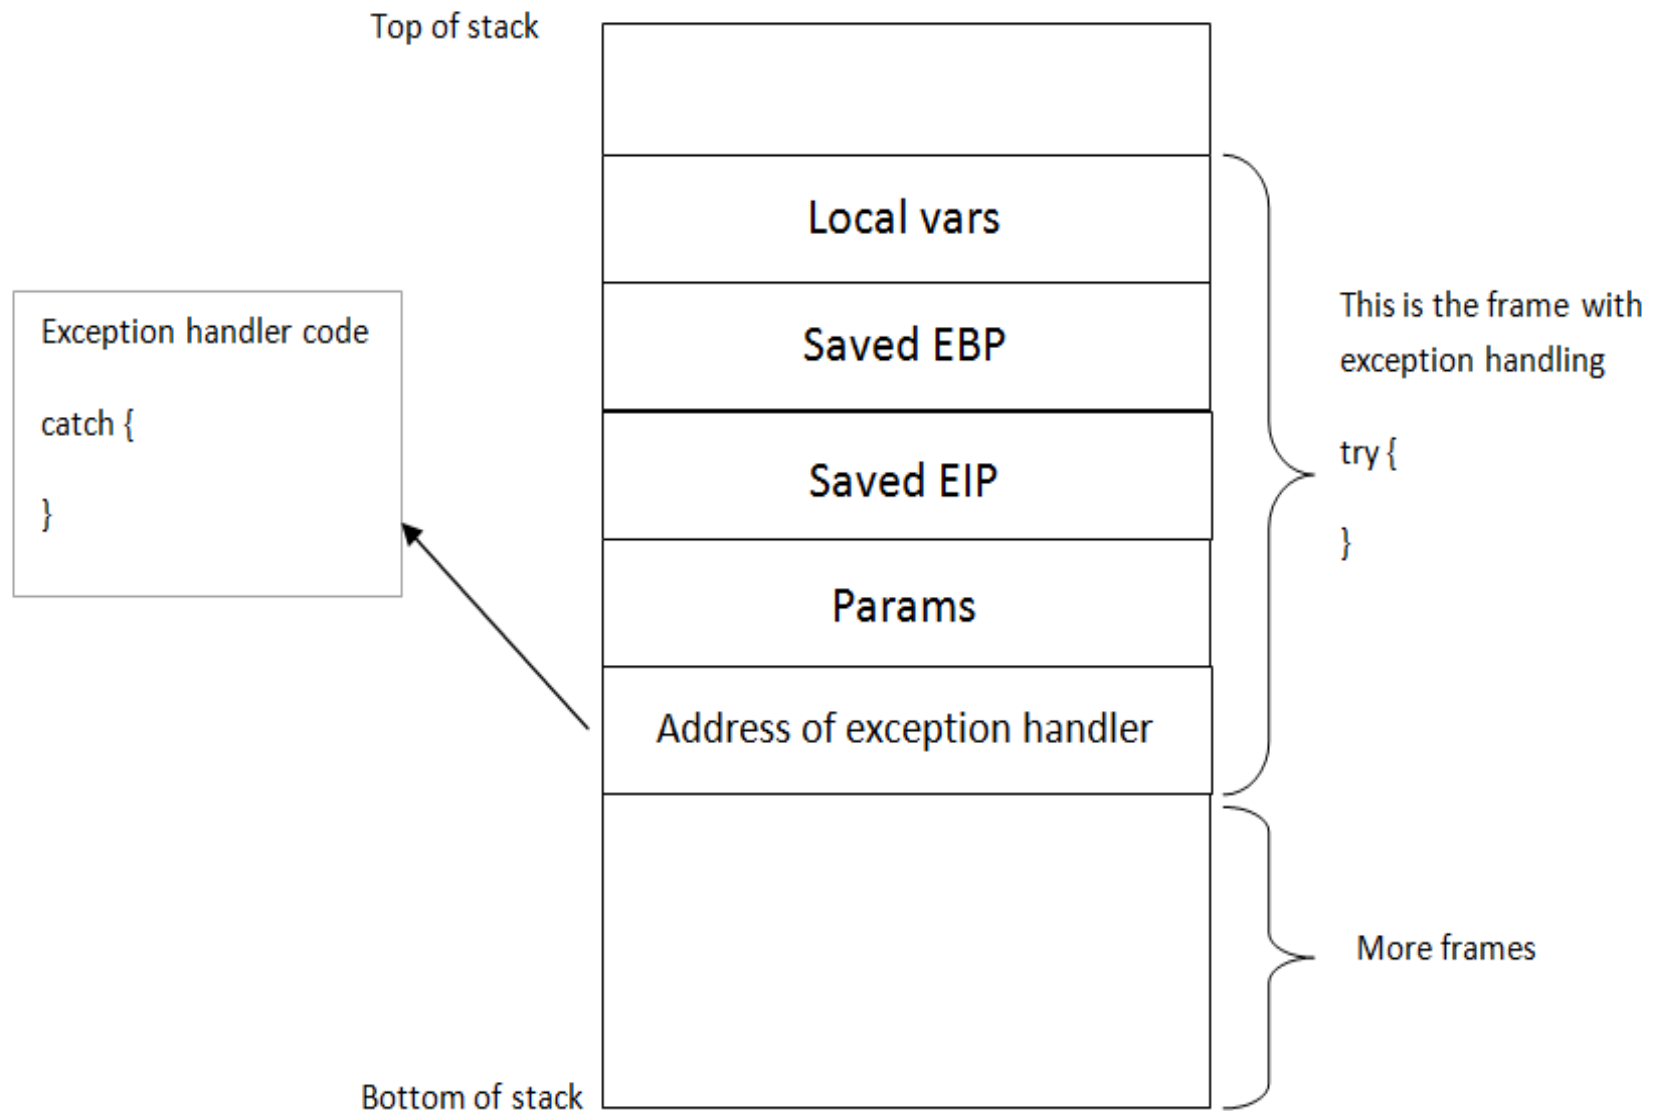 Top of stack
Local vars
Saved EBP
Saved EIP
Params
Address of exception handler
Exception handler code
catch {
}
This is the frame with
exception handling
try {
}
More frames
Bottom of stack